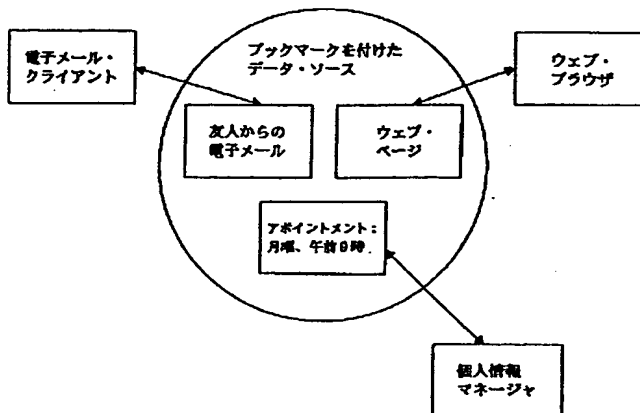 電子メール・
クライアント
ブックマークを付けた
データ・ソース
ウェブ・
ブラウザ
友人からの
電子メール
ウェブ・
ページ
アポイントメント：
月曜、午前9時
個人情報
マネージャ